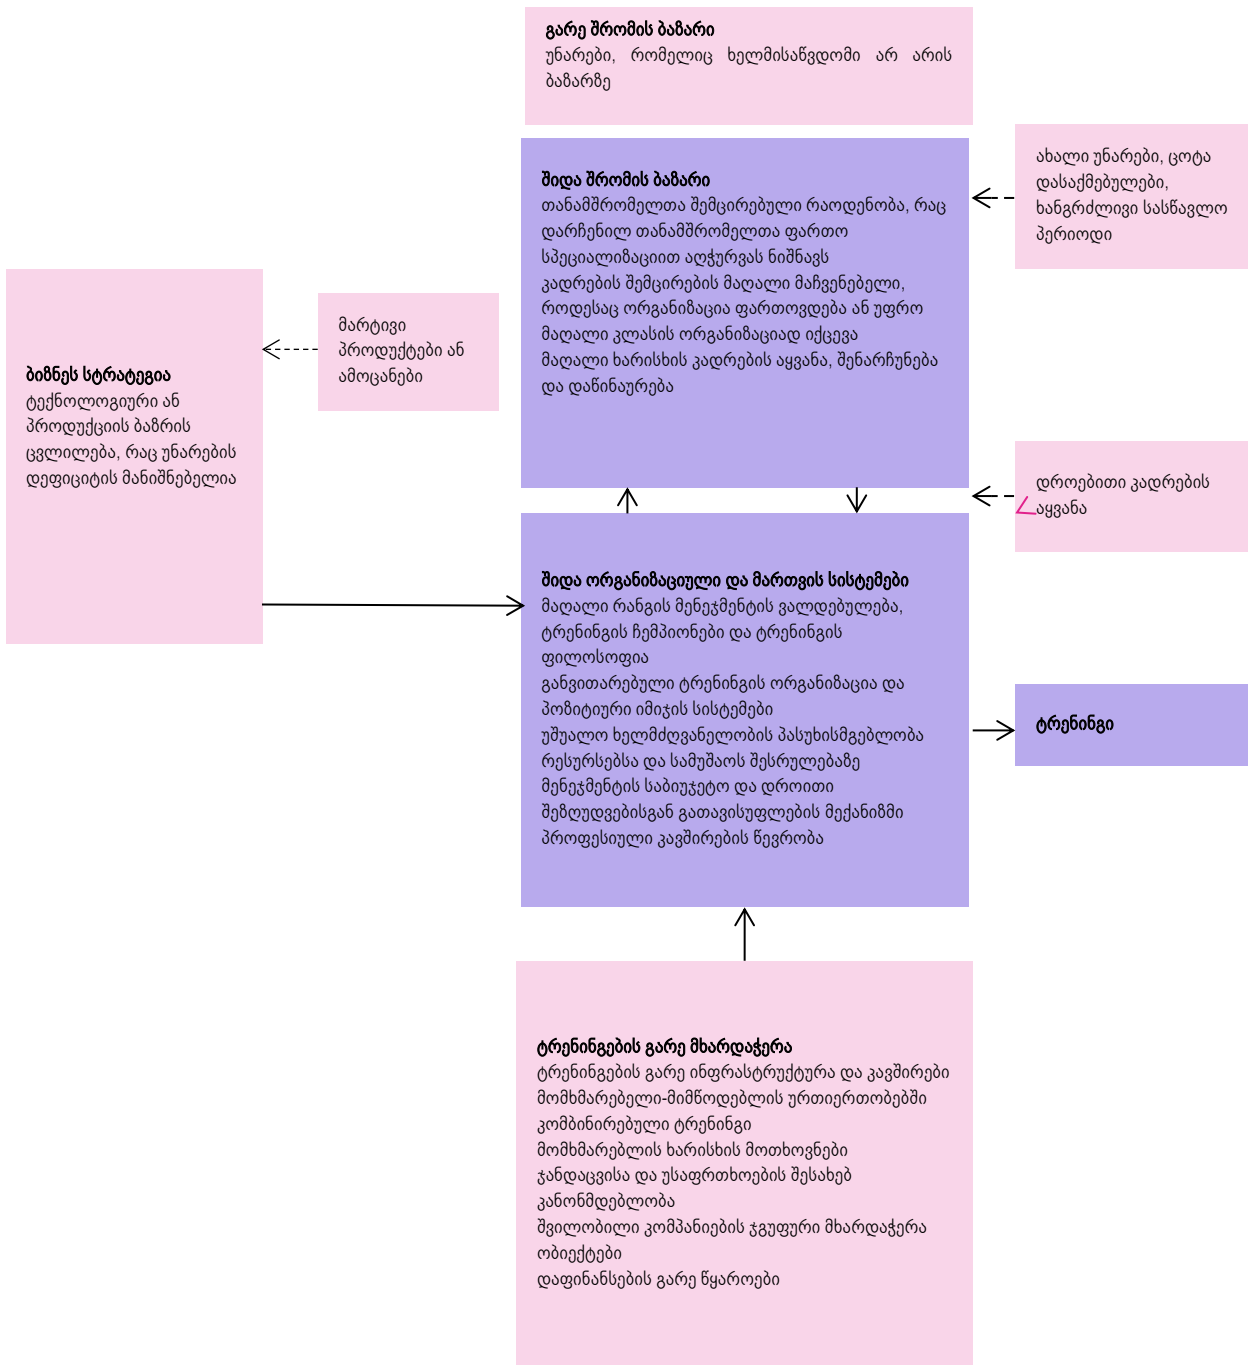 გარე შრომის ბაზარი
უნარები, რომელიც ხელმისაწვდომი არ არის
ბაზარზე
შიდა შრომის ბაზარი
თანამშრომელთა შემცირებული რაოდენობა, რაც
დარჩენილ თანამშრომელთა ფართო
სპეციალიზაციით აღჭურვას ნიშნავს
კადრების შემცირების მაღალი მაჩვენებელი,
როდესაც ორგანიზაცია ფართოვდება ან უფრო
მაღალი კლასის ორგანიზაციად იქცევა
მაღალი ხარისხის კადრების აყვანა, შენარჩუნება
და დაწინაურება
ახალი უნარები, ცოტა
დასაქმებულები,
ხანგრძლივი სასწავლო
პერიოდი
მარტივი
პროდუქტები ან
ამოცანები
ბიზნეს სტრატეგია
ტექნოლოგიური ან
პროდუქციის ბაზრის
ცვლილება, რაც უნარების
დეფიციტის მანიშნებელია
დროებითი კადრების
აყვანა
შიდა ორგანიზაციული და მართვის სისტემები
მაღალი რანგის მენეჯმენტის ვალდებულება,
ტრენინგის ჩემპიონები და ტრენინგის
ფილოსოფია
განვითარებული ტრენინგის ორგანიზაცია და
პოზიტიური იმიჯის სისტემები
უშუალო ხელმძღვანელობის პასუხისმგებლობა
რესურსებსა და სამუშაოს შესრულებაზე
მენეჯმენტის საბიუჯეტო და დროითი
შეზღუდვებისგან გათავისუფლების მექანიზმი
პროფესიული კავშირების წევრობა
ტრენინგი
ტრენინგების გარე მხარდაჭერა
ტრენინგების გარე ინფრასტრუქტურა და კავშირები
მომხმარებელი-მიმწოდებლის ურთიერთობებში
კომბინირებული ტრენინგი
მომხმარებლის ხარისხის მოთხოვნები
ჯანდაცვისა და უსაფრთხოების შესახებ
კანონმდებლობა
შვილობილი კომპანიების ჯგუფური მხარდაჭერა
ობიექტები
დაფინანსების გარე წყაროები